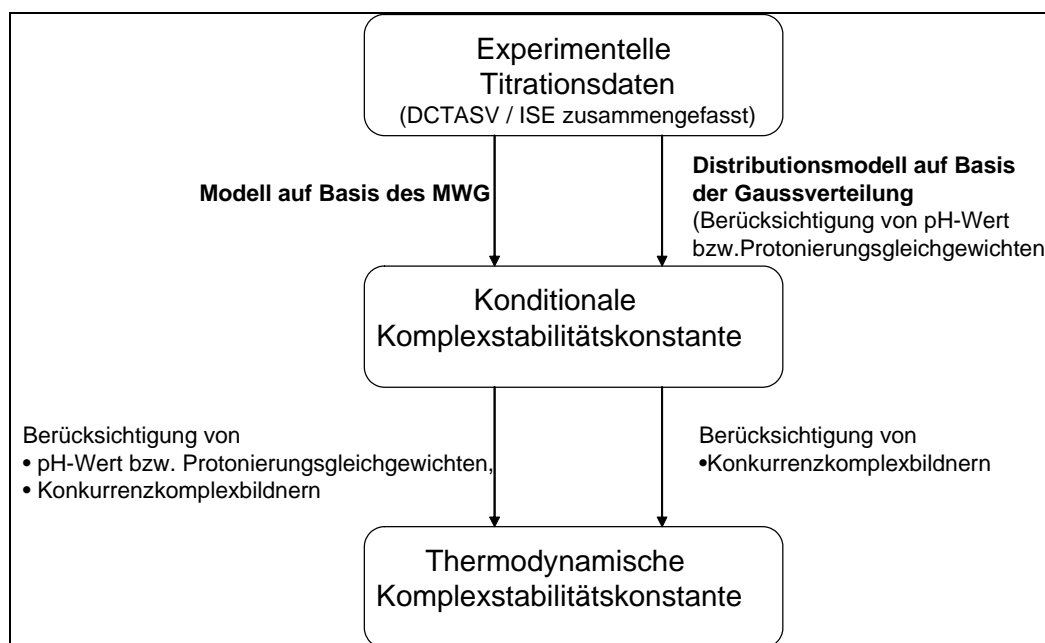 Experimentelle
Titrationsdaten
(DCTASV / ISE zusammengefasst)
Modell auf Basis des MWG
Distributionsmodell auf Basis
der Gaussverteilung
(Berücksichtigung von pH-Wert
bzw.Protonierungsgleichgewichten
Konditionale
Komplexstabilitätskonstante
Berücksichtigung von
• pH-Wert bzw. Protonierungsgleichgewichten,
• Konkurrenzkomplexbildnern
Berücksichtigung von
•Konkurrenzkomplexbildnern
Thermodynamische
Komplexstabilitätskonstante